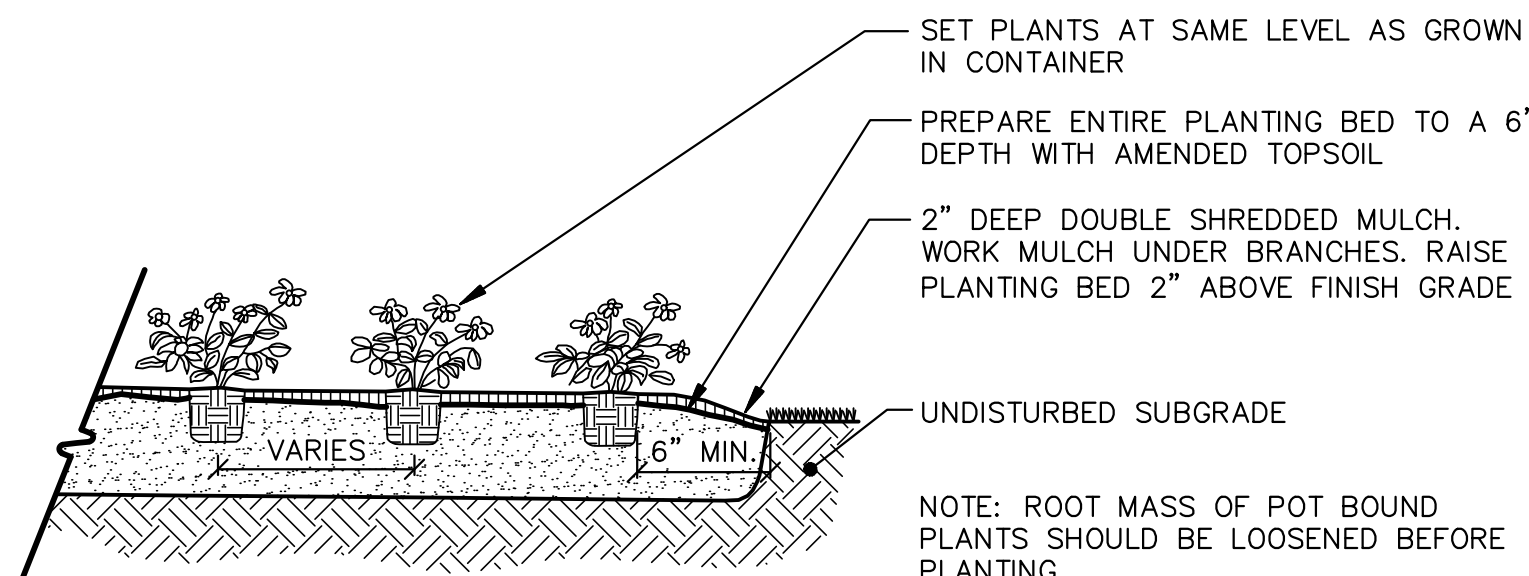 SET PLANTS AT SAME LEVEL AS GROWN
IN CONTAINER
PREPARE ENTIRE PLANTING BED TO A 6'
DEPTH WITH AMENDED TOPSOIL
2" DEEP DOUBLE SHREDDED MULCH.
WORK MULCH UNDER BRANCHES. RAISE
PLANTING BED 2" ABOVE FINISH GRADE
UNDISTURBED SUBGRADE
VARIES
6" MIN.
NOTE: ROOT MASS OF POT BOUND
PLANTS SHOULD BE LOOSENED BEFORE
PLANTING